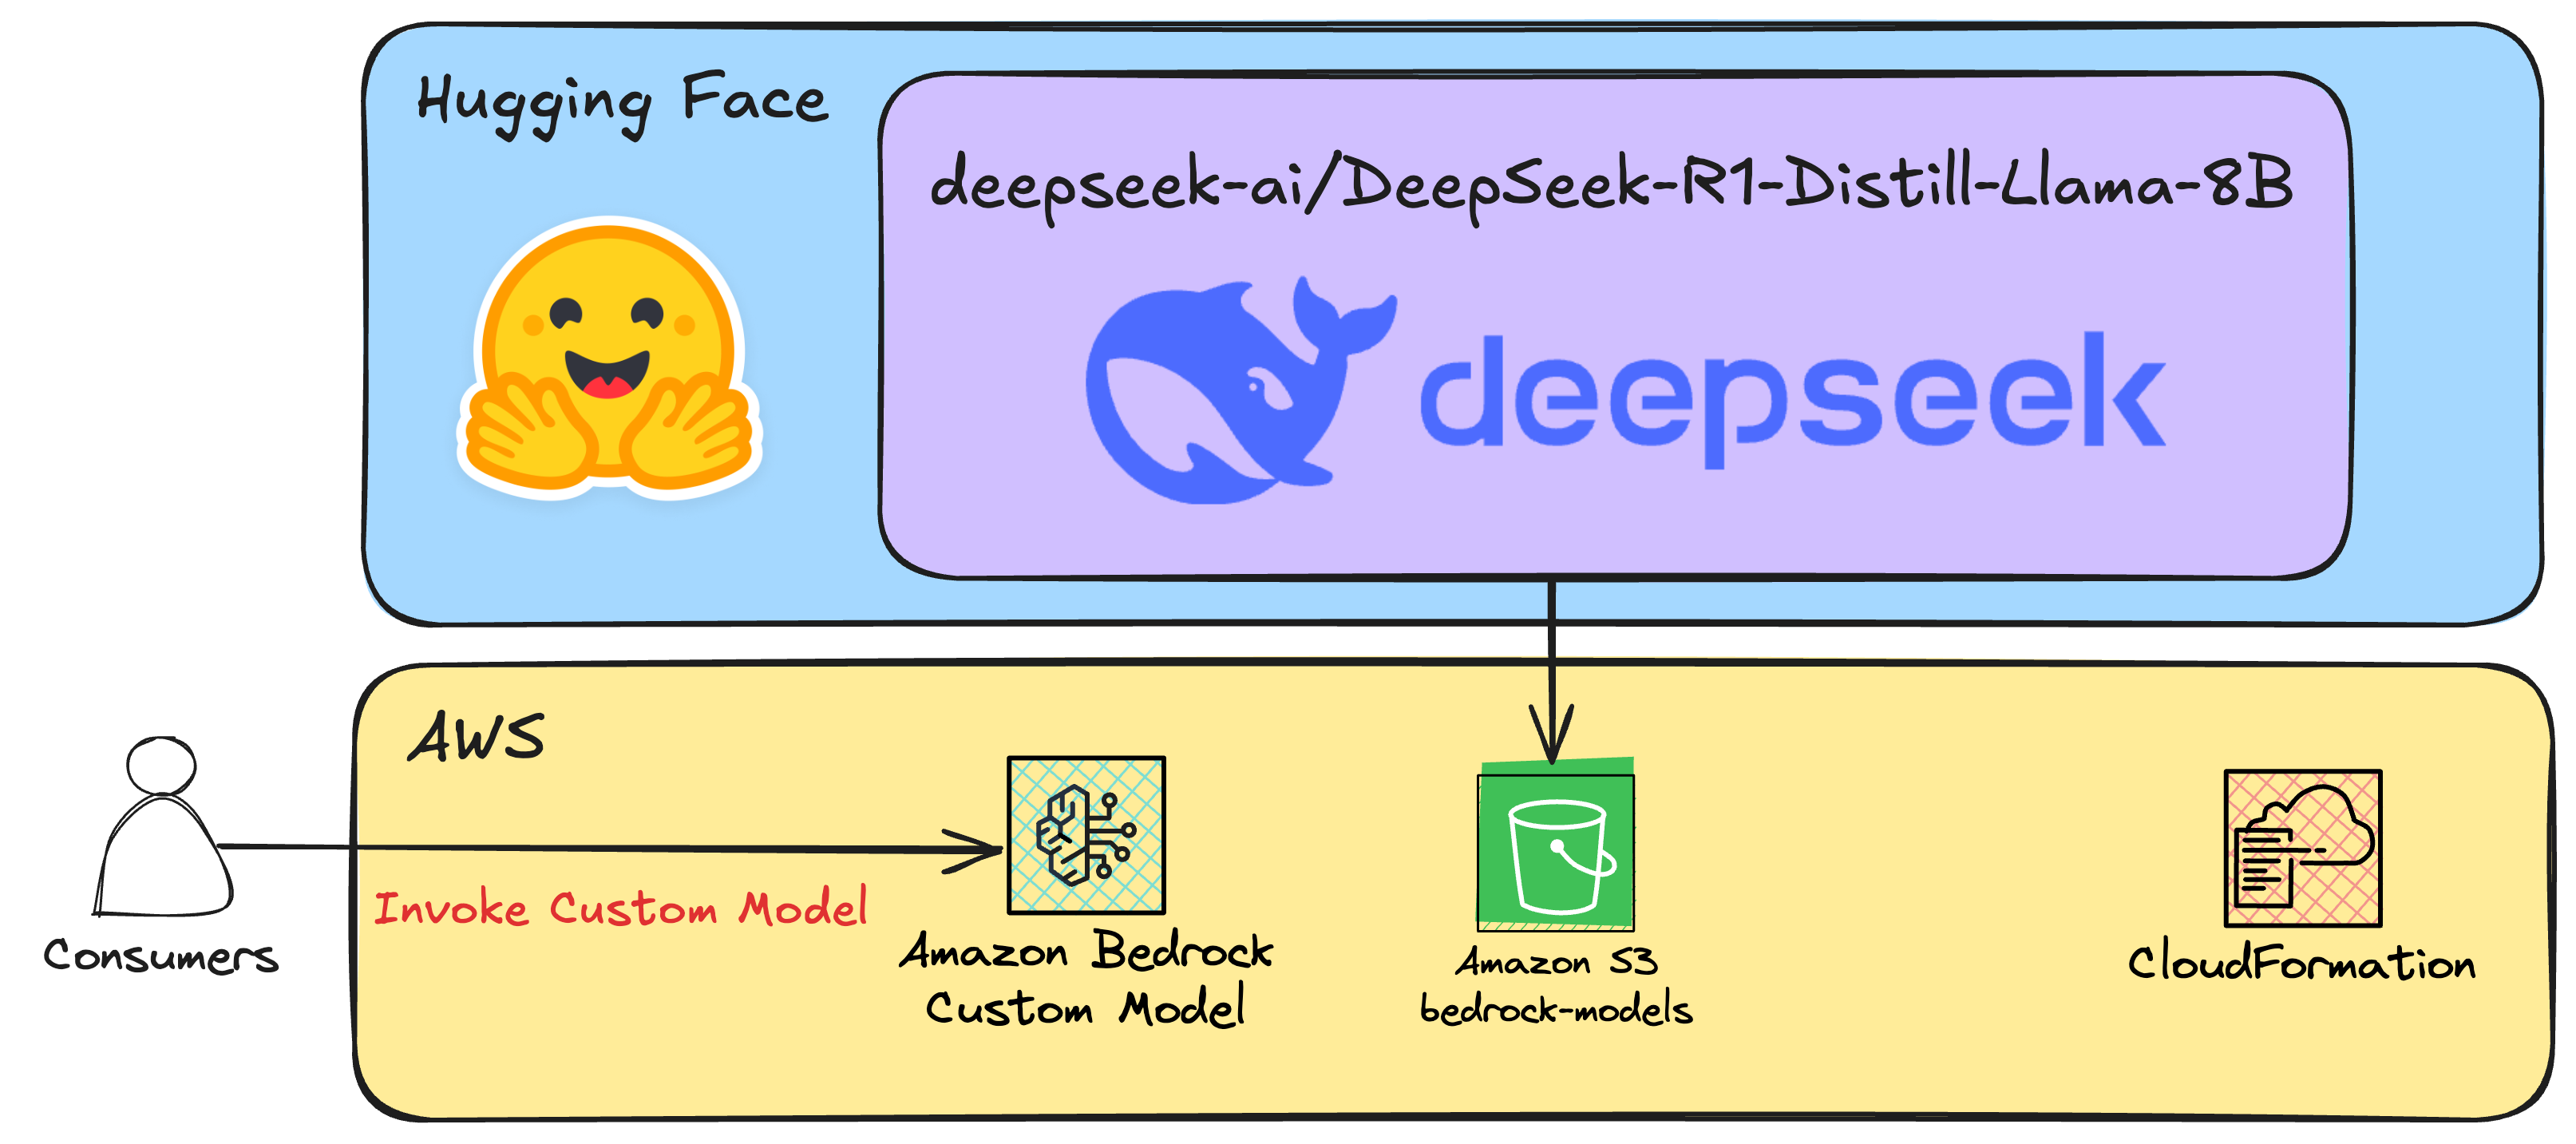 Hugging Face
deepseek-ai/DeepSeek-R1-Distill-Llama-8B
deepseek
AWS
Invoke Custom Model
Consumers
Amazon Bedrock
Custom Model
Amazon S3
bedrock-models
CloudFormation